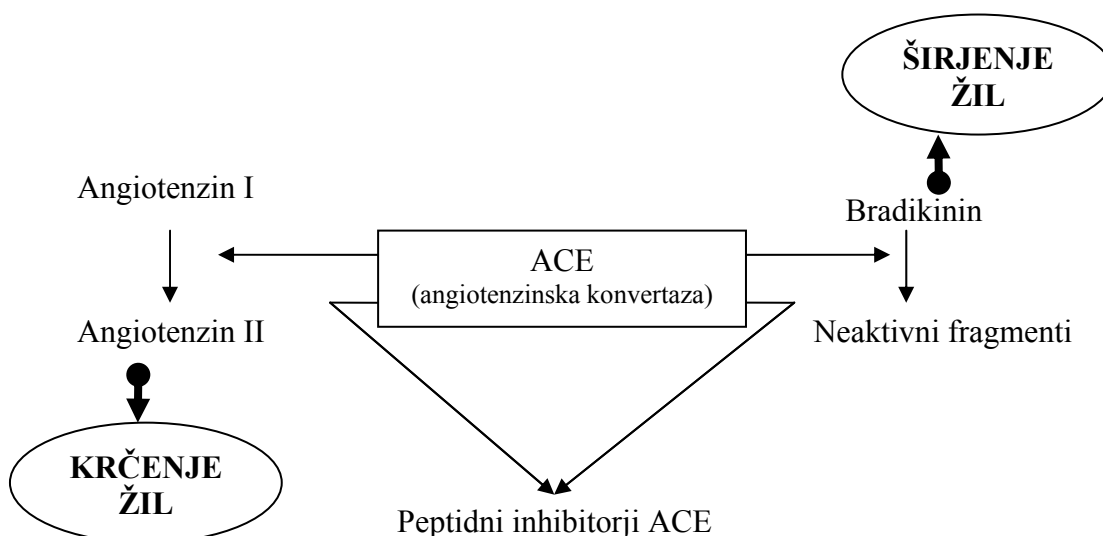 ŠIRJENJE
ŽIL
Angiotenzin I
Bradikinin
ACE
(angiotenzinska konvertaza)
Angiotenzin II
Neaktivni fragmenti
KRČENJE
ŽIL
Peptidni inhibitorji ACE